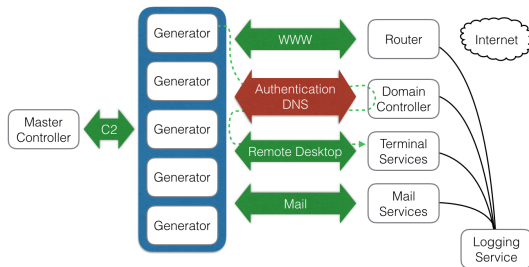 Generator
WWW
Router
Internet
Generator
Authentication
DNS
Domain
Controller
Master
Controller
C2
Generator
Remote Desktop
Terminal
Services
Generator
Mail
Mail
Services
Generator
Logging
Service